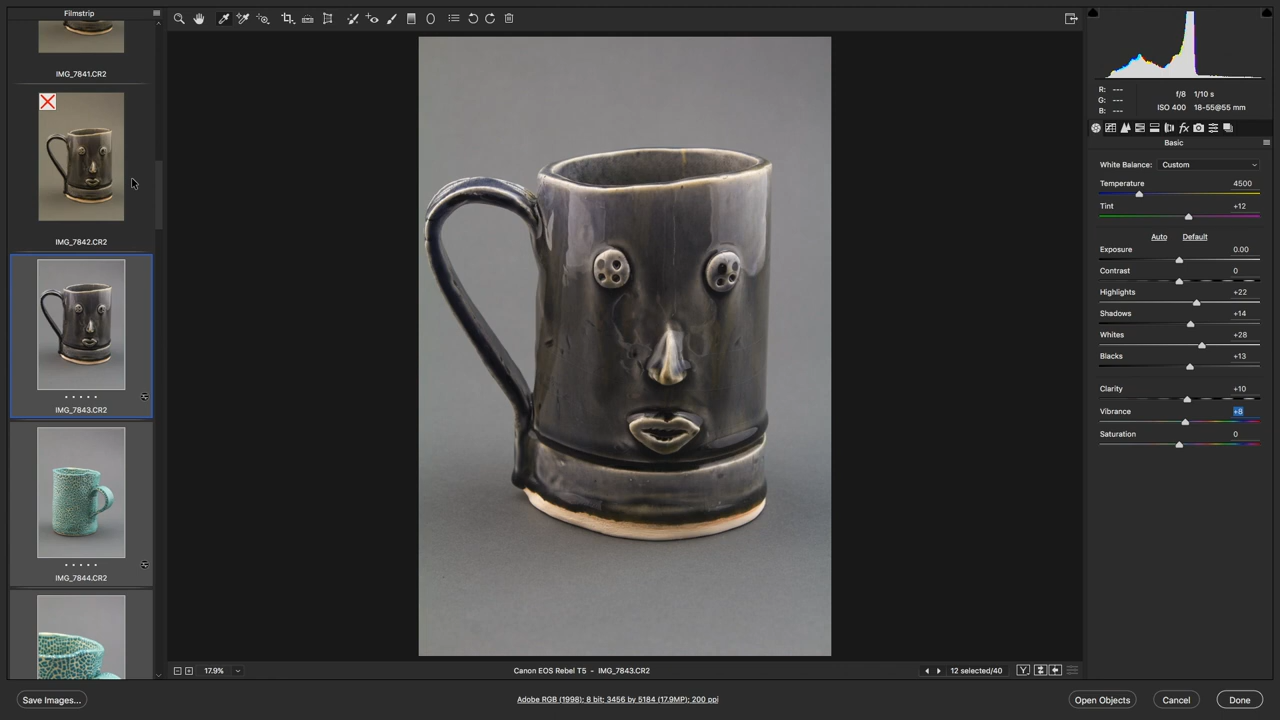 Filmstrip
IMG_7841.CR2
IMG_7842.CR2
IMG_7843.CR2
IMG_7844.CR2
R: ---
G: ---
B: ---
f/8 1/10 s
ISO 400 18-55@55 mm
fx
Basic
White Balance: Custom
Temperature 4500
Tint +12
Auto Default
Exposure 0.00
Contrast 0
Highlights +22
Shadows +14
Whites +28
Blacks +13
Clarity +10
Vibrance +8
Saturation 0
17.9%
Canon EOS Rebel T5 - IMG_7843.CR2
12 selected/40
Y
Save Images...
Adobe RGB (1998); 8 bit; 3456 by 5184 (17.9MP); 200 ppi
Open Objects
Cancel
Done